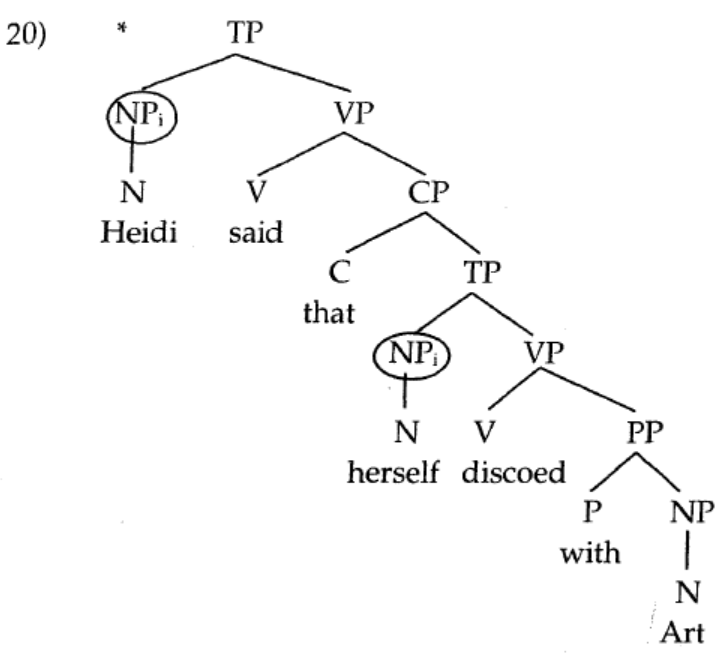 20) * TP
NPi VP
N V CP
Heidi said
C TP
that
NPi VP
N V PP
herself discoed
P NP
with
N
Art